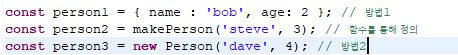 const person1 = { name : 'bob', age: 2 }; // 방법1
const person2 = makePerson('steve', 3); // 함수를 통해 정의
const person3 = new Person('dave', 4); // 방법2